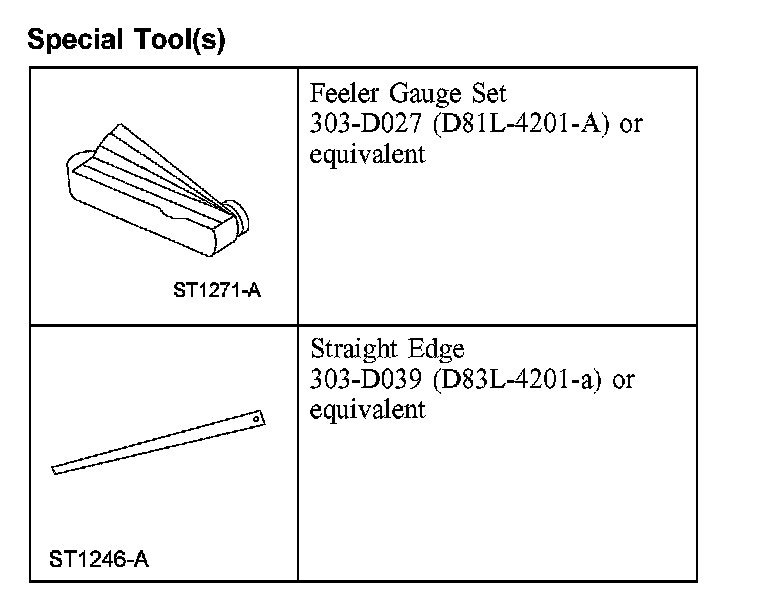 Special Tool(s)
Feeler Gauge Set
303-D027 (D81L-4201-A) or
equivalent
ST1271-A
Straight Edge
303-D039 (D83L-4201-a) or
equivalent
ST1246-A